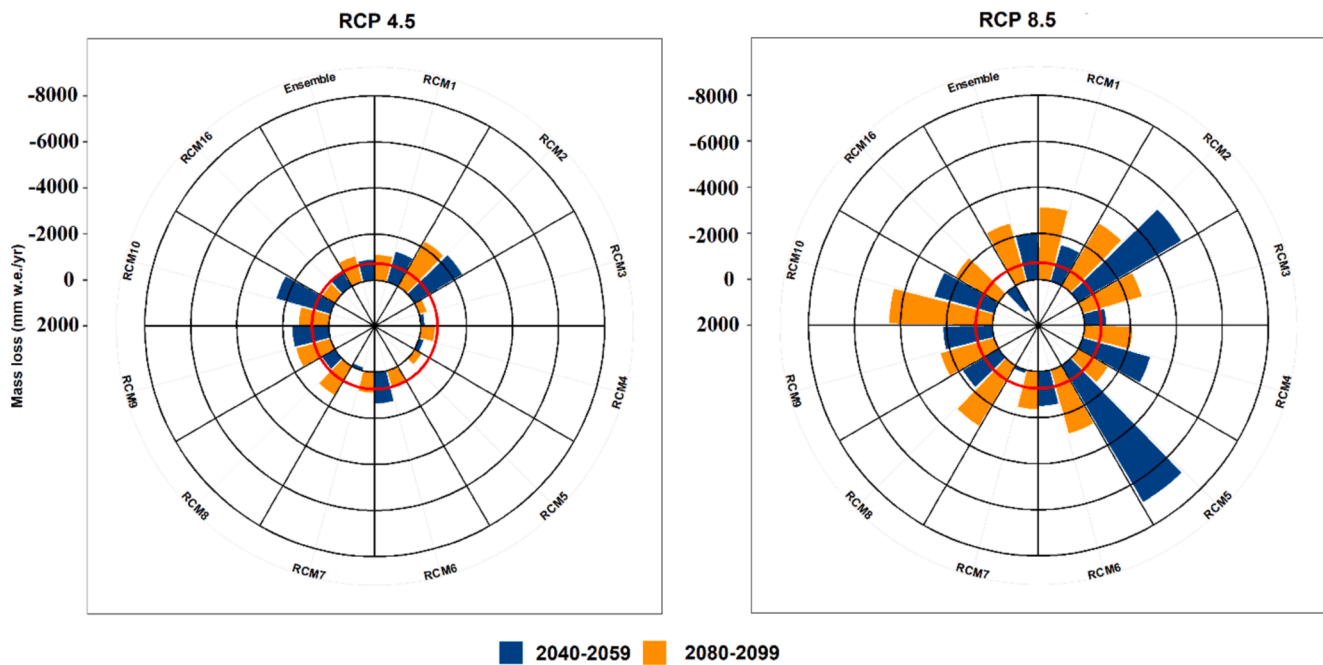 RCP 4.5
RCP 8.5
Mass loss (mm w.e./yr)
-8000
-6000
-4000
-2000
0
2000
Ensemble
RCM1
RCM2
RCM3
RCM4
RCM5
RCM6
RCM7
RCM8
RCM9
RCM10
RCM16
-8000
-6000
-4000
-2000
0
2000
Ensemble
RCM1
RCM2
RCM3
RCM4
RCM5
RCM6
RCM7
RCM8
RCM9
RCM10
RCM16
2040-2059
2080-2099